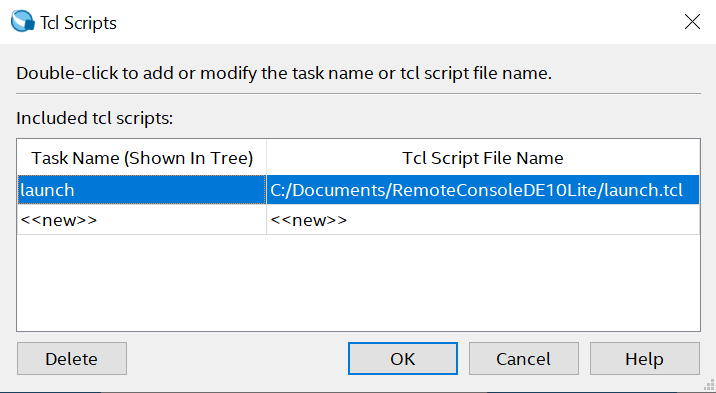 Tcl Scripts
Double-click to add or modify the task name or tcl script file name.
Included tcl scripts:
Task Name (Shown In Tree) Tcl Script File Name
launch C:/Documents/RemoteConsoleDE10Lite/launch.tcl
<<new>> <<new>>
Delete OK Cancel Help